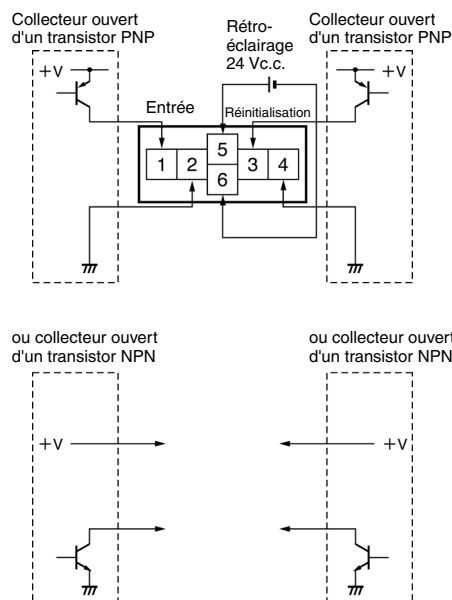 Collecteur ouvert
d'un transistor PNP
Rétro-
éclairage
24 Vc.c.
Collecteur ouvert
d'un transistor PNP
+V
+V
Entrée
Réinitialisation
1 2 5 3 4
6
ou collecteur ouvert
d'un transistor NPN
ou collecteur ouvert
d'un transistor NPN
+V
+V